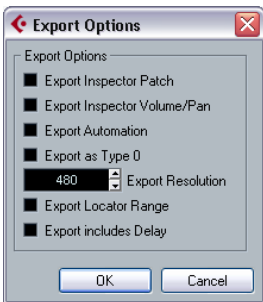 Export Options
Export Options
Export Inspector Patch
Export Inspector Volume/Pan
Export Automation
Export as Type 0
480 Export Resolution
Export Locator Range
Export includes Delay
OK Cancel